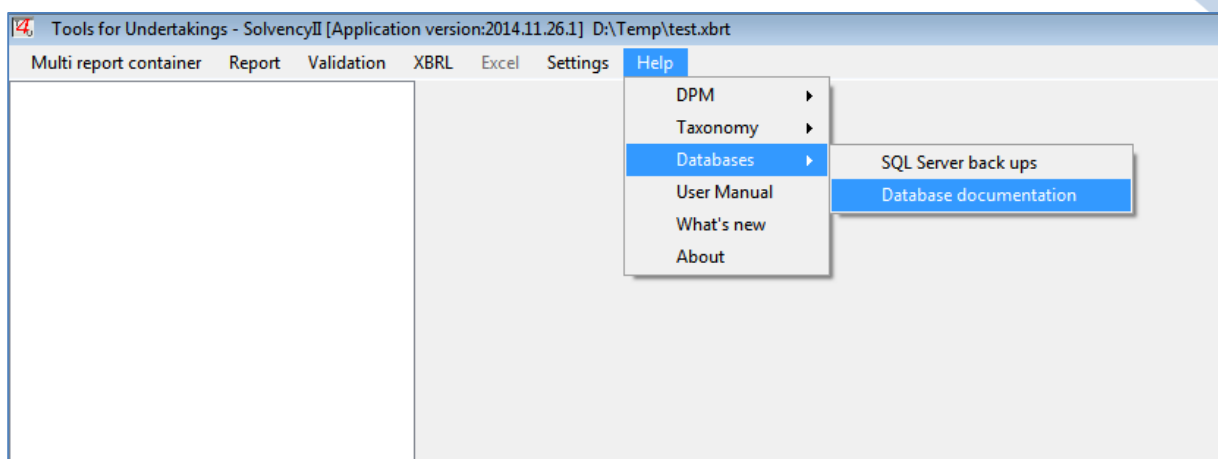 Tools for Undertakings - SolvencyII [Application version:2014.11.26.1] D:\Temp\test.xbrt
Multi report container Report Validation XBRL Excel Settings Help
DPM
Taxonomy
Databases
SQL Server back ups
User Manual
Database documentation
What's new
About